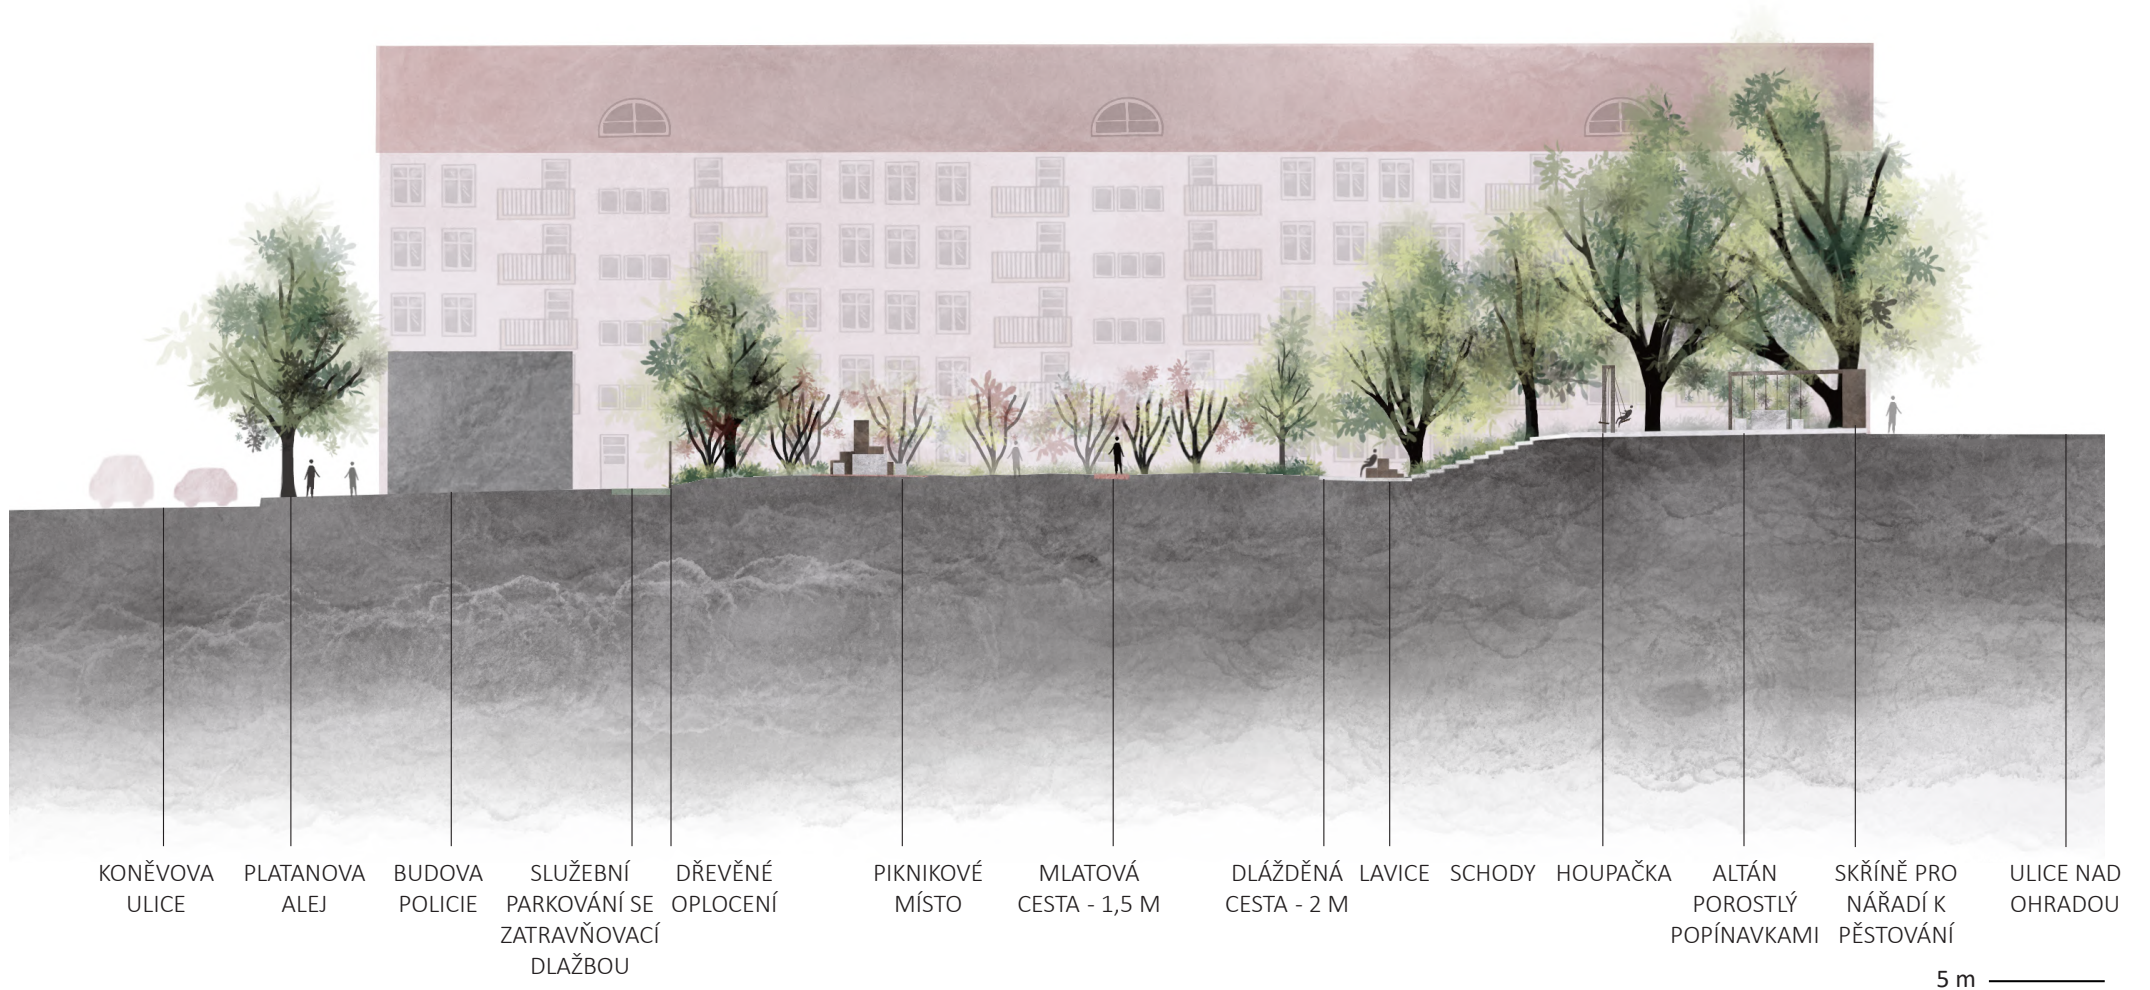 KONĚVOVA
ULICE
PLATANOVA
ALEJ
BUDOVA
POLICIE
SLUŽEBNÍ
PARKOVÁNÍ SE
ZATRAVŇOVACÍ
DLAŽBOU
DŘEVĚNÉ
OPLOCENÍ
PIKNIKOVÉ
MÍSTO
MLATOVÁ
CESTA - 1,5 M
DLÁŽDĚNÁ
CESTA - 2 M
LAVICE
SCHODY
HOUPAČKA
ALTÁN
POROSTLÝ
POPÍNAVKAMI
SKŘÍNĚ PRO
NÁŘADÍ K
PĚSTOVÁNÍ
ULICE NAD
OHRADOU
5 m